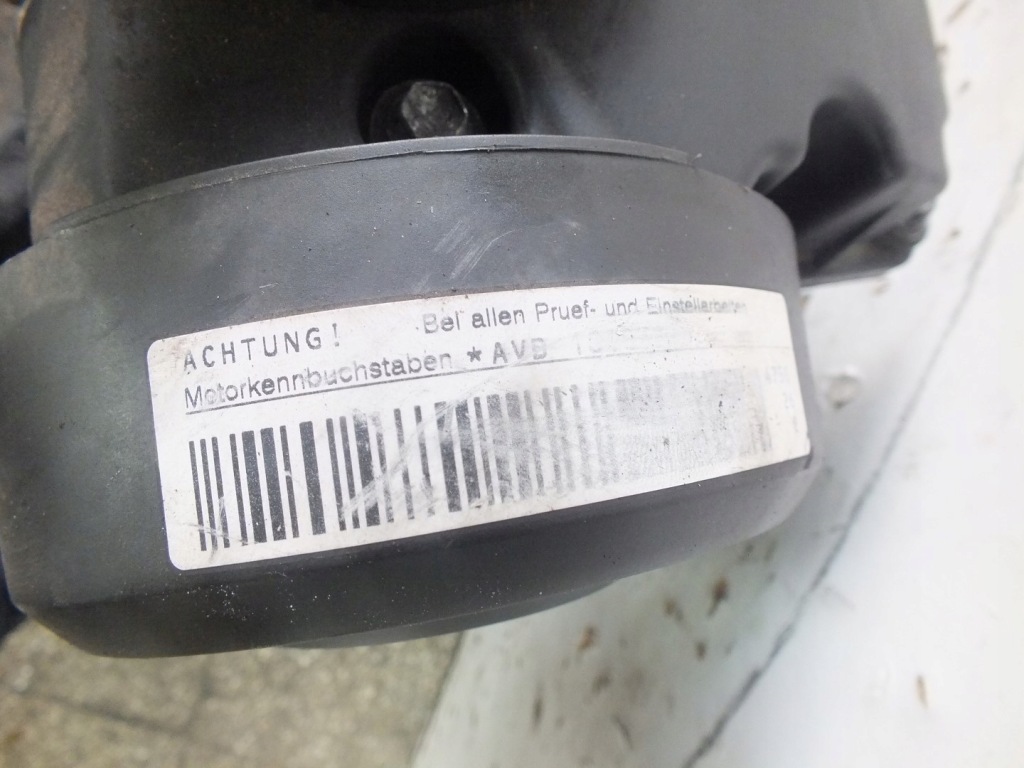 ACHTUNG! Bei allen Pruef- und Einstellarbeiten
Motorkennbuchstaben *AVB